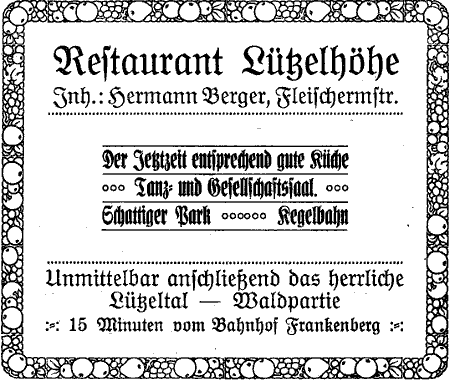 Restaurant Lützelhöhe
Inh.: Hermann Berger, Fleischermstr.
Der Jetztzeit entsprechend gute Küche
Tanz- und Gesellschaftssaal.
Schattiger Park Kegelbahn
Unmittelbar anschließend das herrliche
Lützeltal — Waldpartie
15 Minuten vom Bahnhof Frankenberg